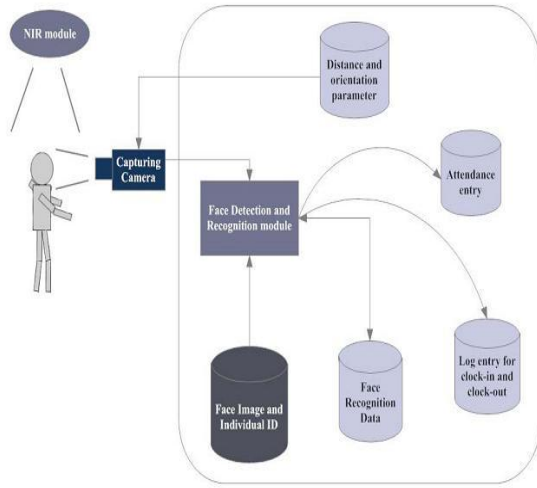 NIR module
Distance and
orientation
parameter
Capturing
Camera
Attendance
entry
Face Detection and
Recognition module
Face Image and
Individual ID
Face
Recognition
Data
Log entry for
clock-in and
clock-out